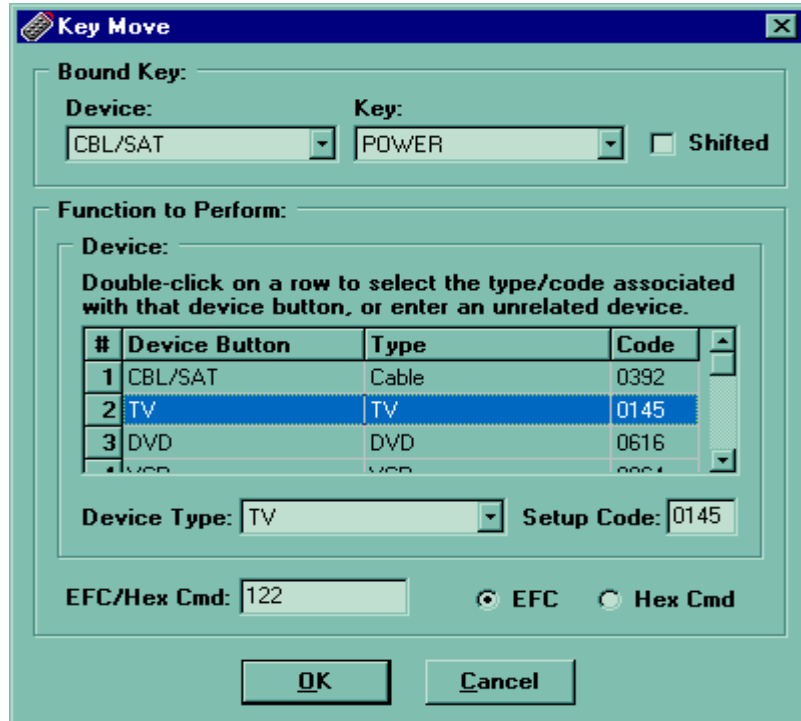 Key Move
Bound Key:
Device: Key:
CBL/SAT POWER Shifted
Function to Perform:
Device:
Double-click on a row to select the type/code associated
with that device button, or enter an unrelated device.
# Device Button Type Code
1 CBL/SAT Cable 0392
2 TV TV 0145
3 DVD DVD 0616
Device Type: TV Setup Code: 0145
EFC/Hex Cmd: 122 EFC Hex Cmd
OK Cancel